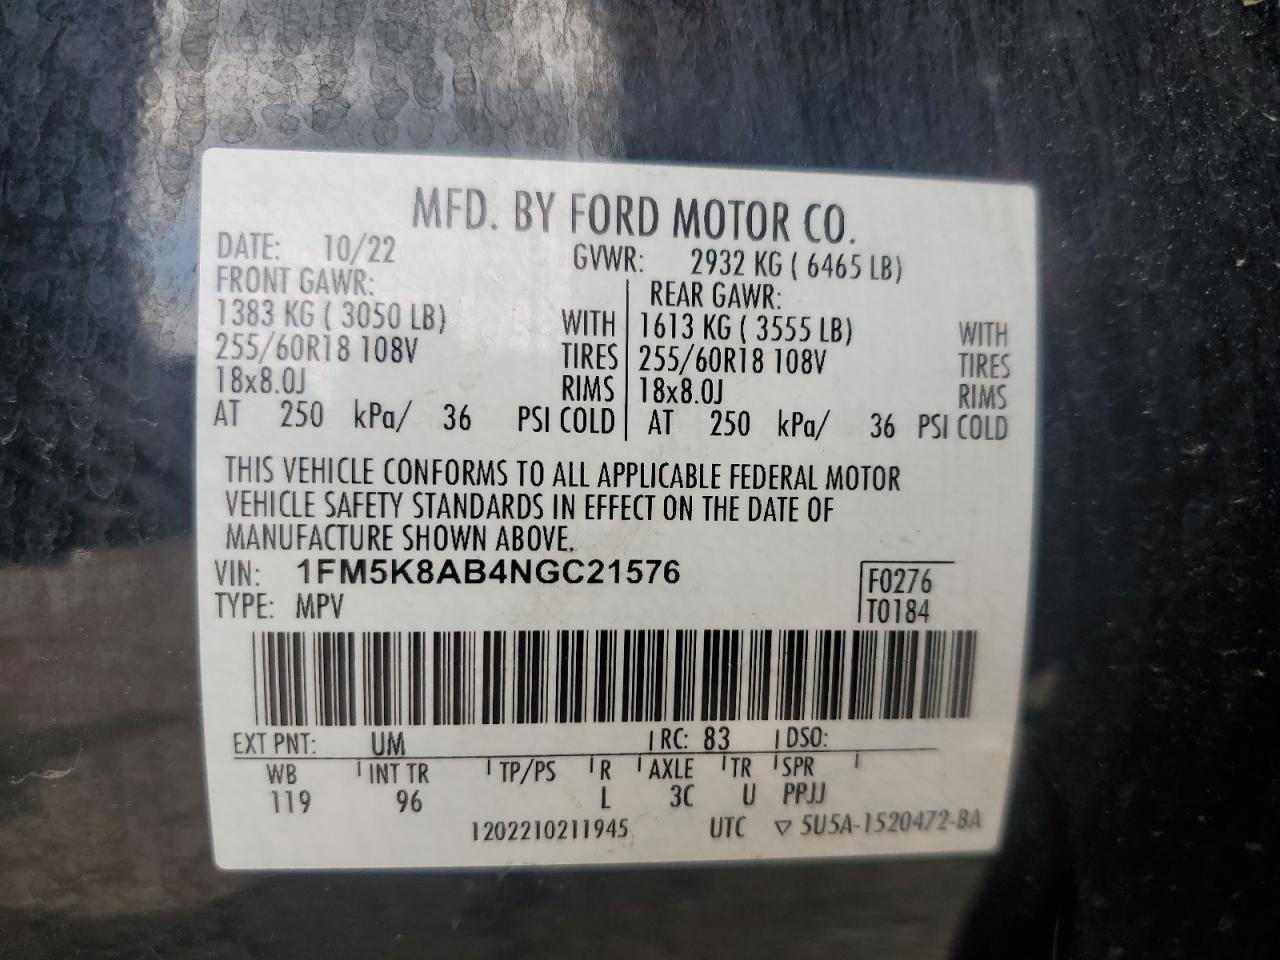 MFD. BY FORD MOTOR CO.
DATE: 10/22 GVWR: 2932 KG ( 6465 LB)
FRONT GAWR: REAR GAWR:
1383 KG ( 3050 LB) WITH 1613 KG ( 3555 LB) WITH
255/60R18 108V TIRES 255/60R18 108V TIRES
18x8.0J RIMS 18x8.0J RIMS
AT 250 kPa/ 36 PSI COLD AT 250 kPa/ 36 PSI COLD
THIS VEHICLE CONFORMS TO ALL APPLICABLE FEDERAL MOTOR
VEHICLE SAFETY STANDARDS IN EFFECT ON THE DATE OF
MANUFACTURE SHOWN ABOVE.
VIN: 1FM5K8AB4NGC21576 F0276
TYPE: MPV T0184
EXT PNT: UM RC: 83 DSO:
WB INT TR TP/PS R AXLE TR SPR
119 96 L 3C U PPJJ
1202210211945 UTC ▽ 5U5A-1520472-BA